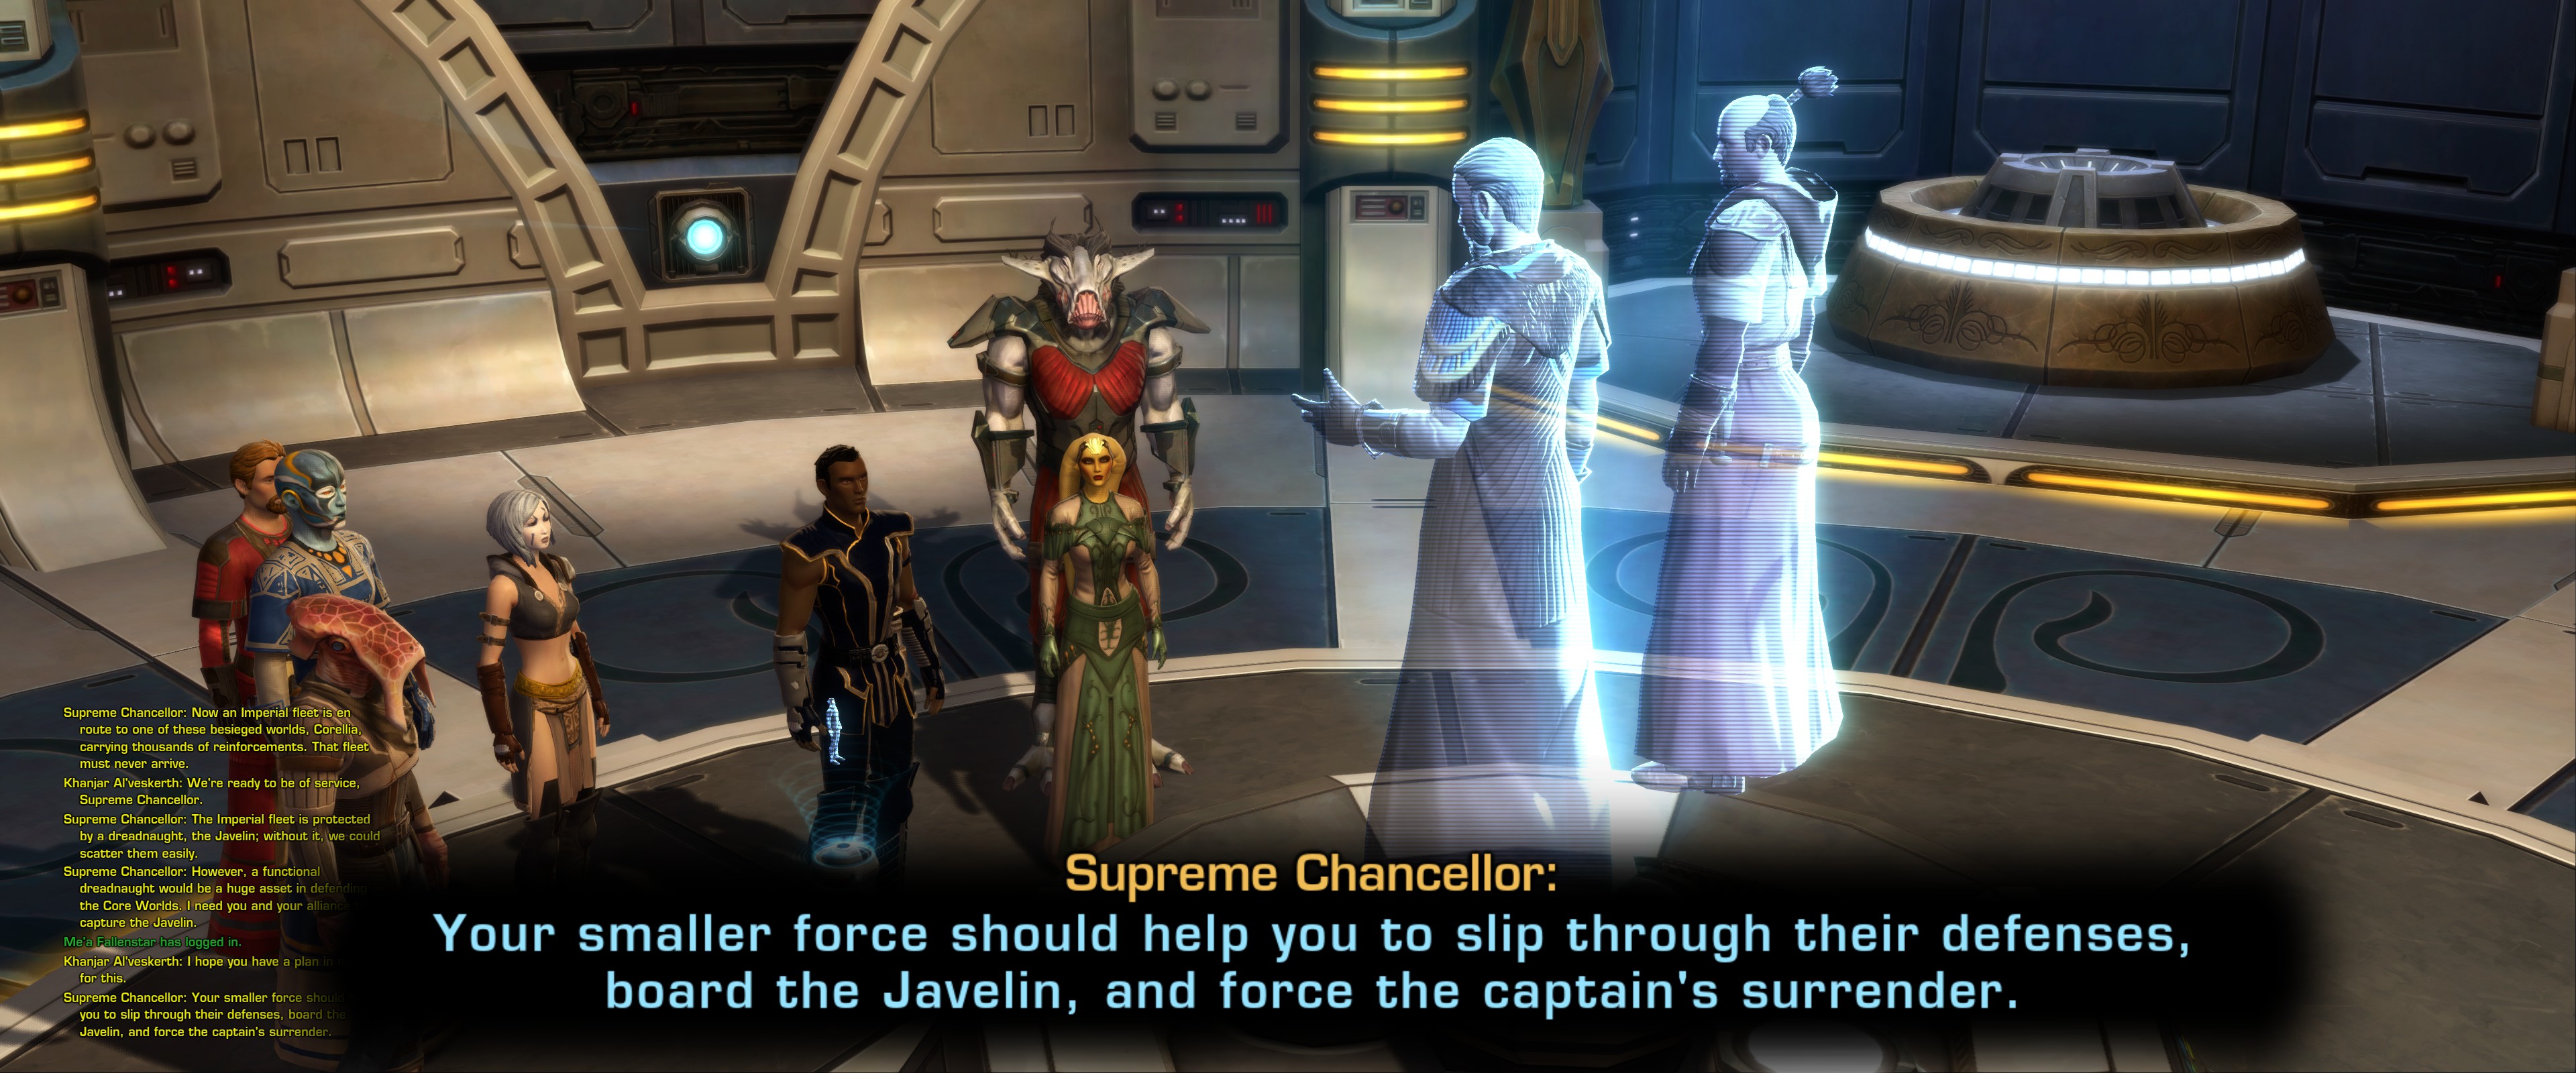 Supreme Chancellor: Now an Imperial fleet is en
route to one of these besieged worlds, Corellia,
carrying thousands of reinforcements. That fleet
must never arrive.
Khanjar Al'veskerth: We're ready to be of service,
Supreme Chancellor.
Supreme Chancellor: The Imperial fleet is protected
by a dreadnaught, the Javelin; without it, we could
scatter them easily.
Supreme Chancellor: However, a functional
dreadnaught would be a huge asset in defending
the Core Worlds. I need you and your
capture the Javelin.
Me'a Fallenstar has logged in.
Khanjar Al'veskerth: I hope you have a plan in
for this.
Supreme Chancellor: Your smaller force should
you to slip through their defenses, board the
Javelin, and force the captain's surrender.
Supreme Chancellor:
Your smaller force should help you to slip through their defenses,
board the Javelin, and force the captain's surrender.